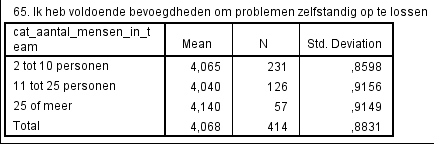 65. Ik heb voldoende bevoegdheden om problemen zelfstandig op te lossen
cat_aantal_mensen_in_t
eam Mean N Std. Deviation
2 tot 10 personen 4,065 231 ,8598
11 tot 25 personen 4,040 126 ,9156
25 of meer 4,140 57 ,9149
Total 4,068 414 ,8831